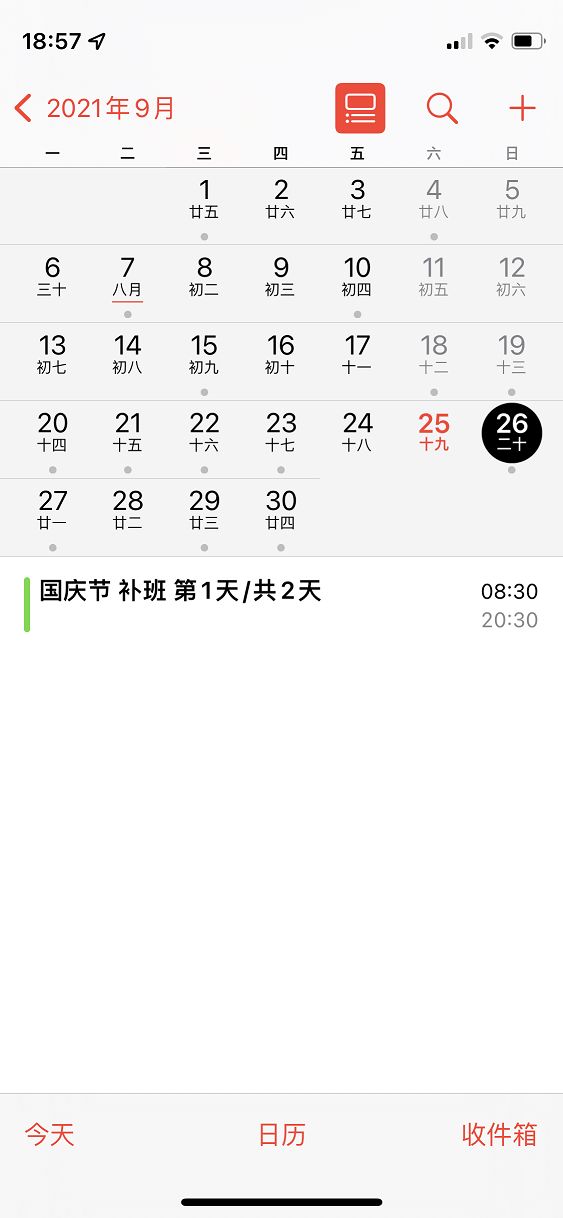 18:57
2021年9月
一 二 三 四 五 六 日
1 2 3 4 5
廿五 廿六 廿七 廿八 廿九
6 7 8 9 10 11 12
三十 八月 初二 初三 初四 初五 初六
13 14 15 16 17 18 19
初七 初八 初九 初十 十一 十二 十三
20 21 22 23 24 25 26
十四 十五 十六 十七 十八 十九 二十
27 28 29 30
廿一 廿二 廿三 廿四
国庆节 补班 第1天/共2天 08:30
20:30
今天 日历 收件箱